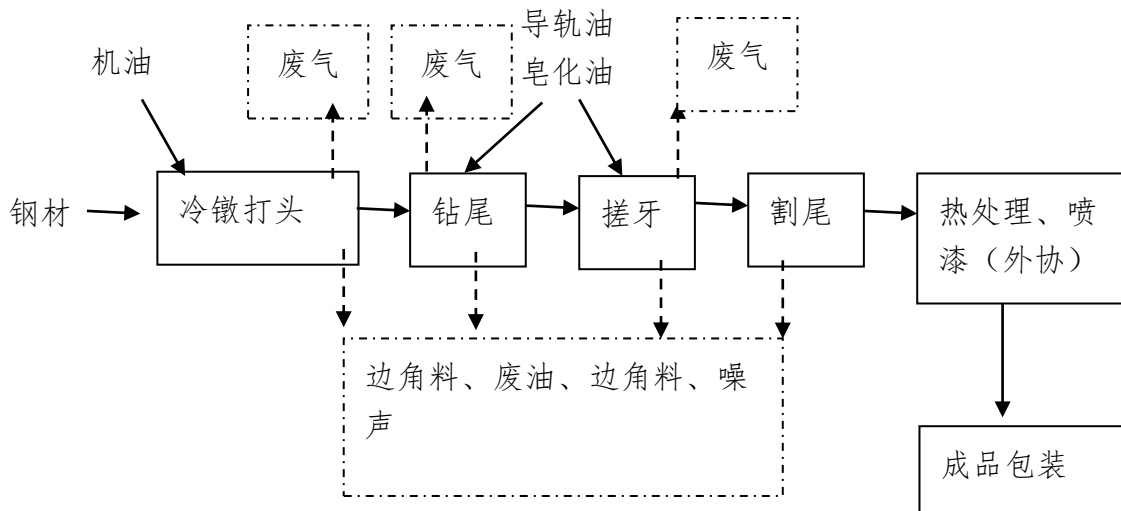 机油
废气
废气
导轨油
皂化油
废气
钢材
冷镦打头
钻尾
搓牙
割尾
热处理、喷
漆（外协）
边角料、废油、边角料、噪
声
成品包装